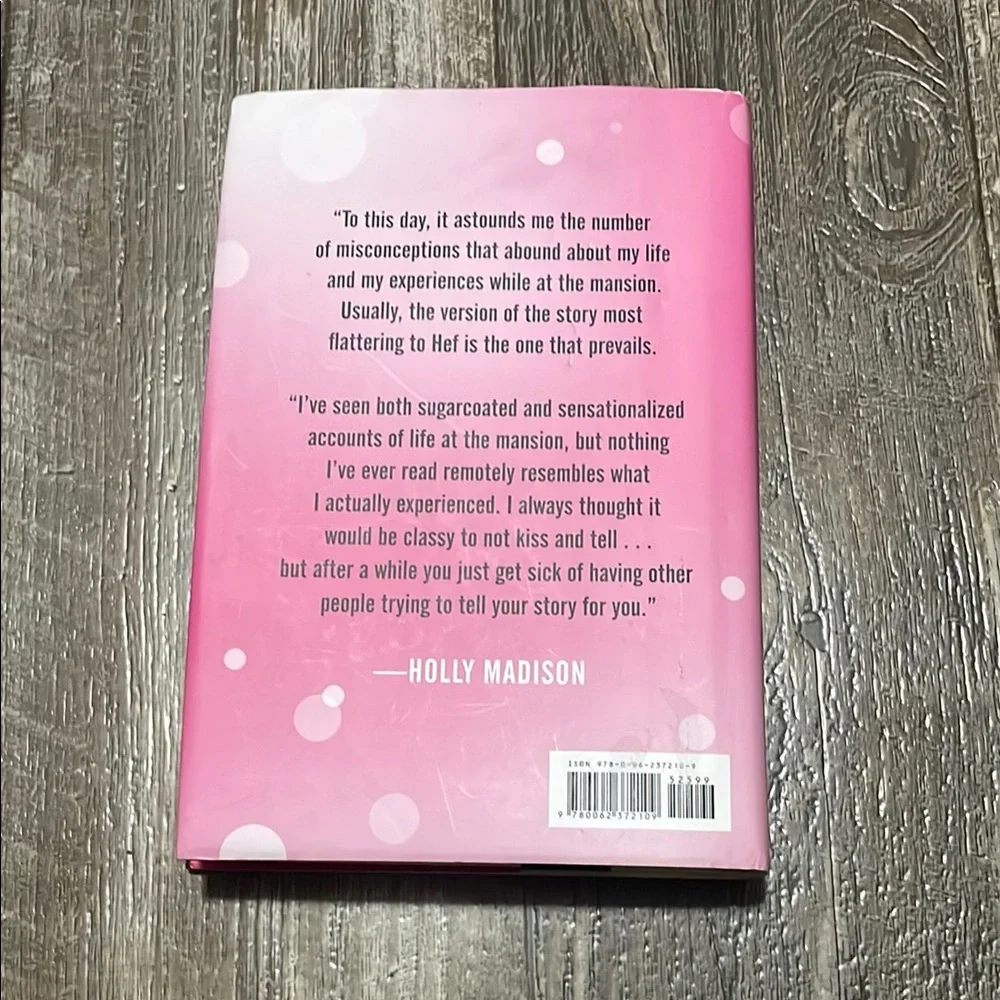 “To this day, it astounds me the number
of misconceptions that abound about my life
and my experiences while at the mansion.
Usually, the version of the story most
flattering to Hef is the one that prevails.
“I’ve seen both sugarcoated and sensationalized
accounts of life at the mansion, but nothing
I’ve ever read remotely resembles what
I actually experienced. I always thought it
would be classy to not kiss and tell . . .
but after a while you just get sick of having other
people trying to tell your story for you.”
—HOLLY MADISON
ISBN 978-0-06-237210-9
52599
9 780062 372109